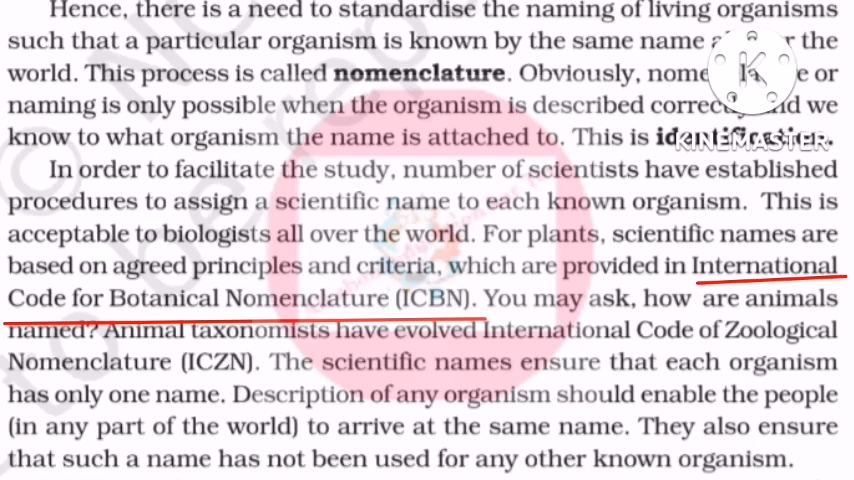 Hence, there is a need to standardise the naming of living organisms
such that a particular organism is known by the same name the
world. This process is called nomenclature. Obviously, or
naming is only possible when the organism is described correctly and we
know to what organism the name is attached to. This is identification.
KINEMASTER
In order to facilitate the study, number of scientists have established
procedures to assign a scientific name to each known organism. This is
acceptable to biologists all over the world. For plants, scientific names are
based on agreed principles and criteria, which are provided in International
Code for Botanical Nomenclature (ICBN). You may ask, how are animals
named? Animal taxonomists have evolved International Code of Zoological
Nomenclature (ICZN). The scientific names ensure that each organism
has only one name. Description of any organism should enable the people
(in any part of the world) to arrive at the same name. They also ensure
that such a name has not been used for any other known organism.